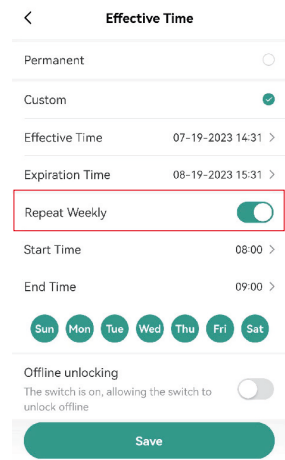 Effective Time
Permanent
Custom
Effective Time 07-19-2023 14:31
Expiration Time 08-19-2023 15:31
Repeat Weekly
Start Time 08:00
End Time 09:00
Sun Mon Tue Wed Thu Fri Sat
Offline unlocking
The switch is on, allowing the switch to
unlock offline
Save